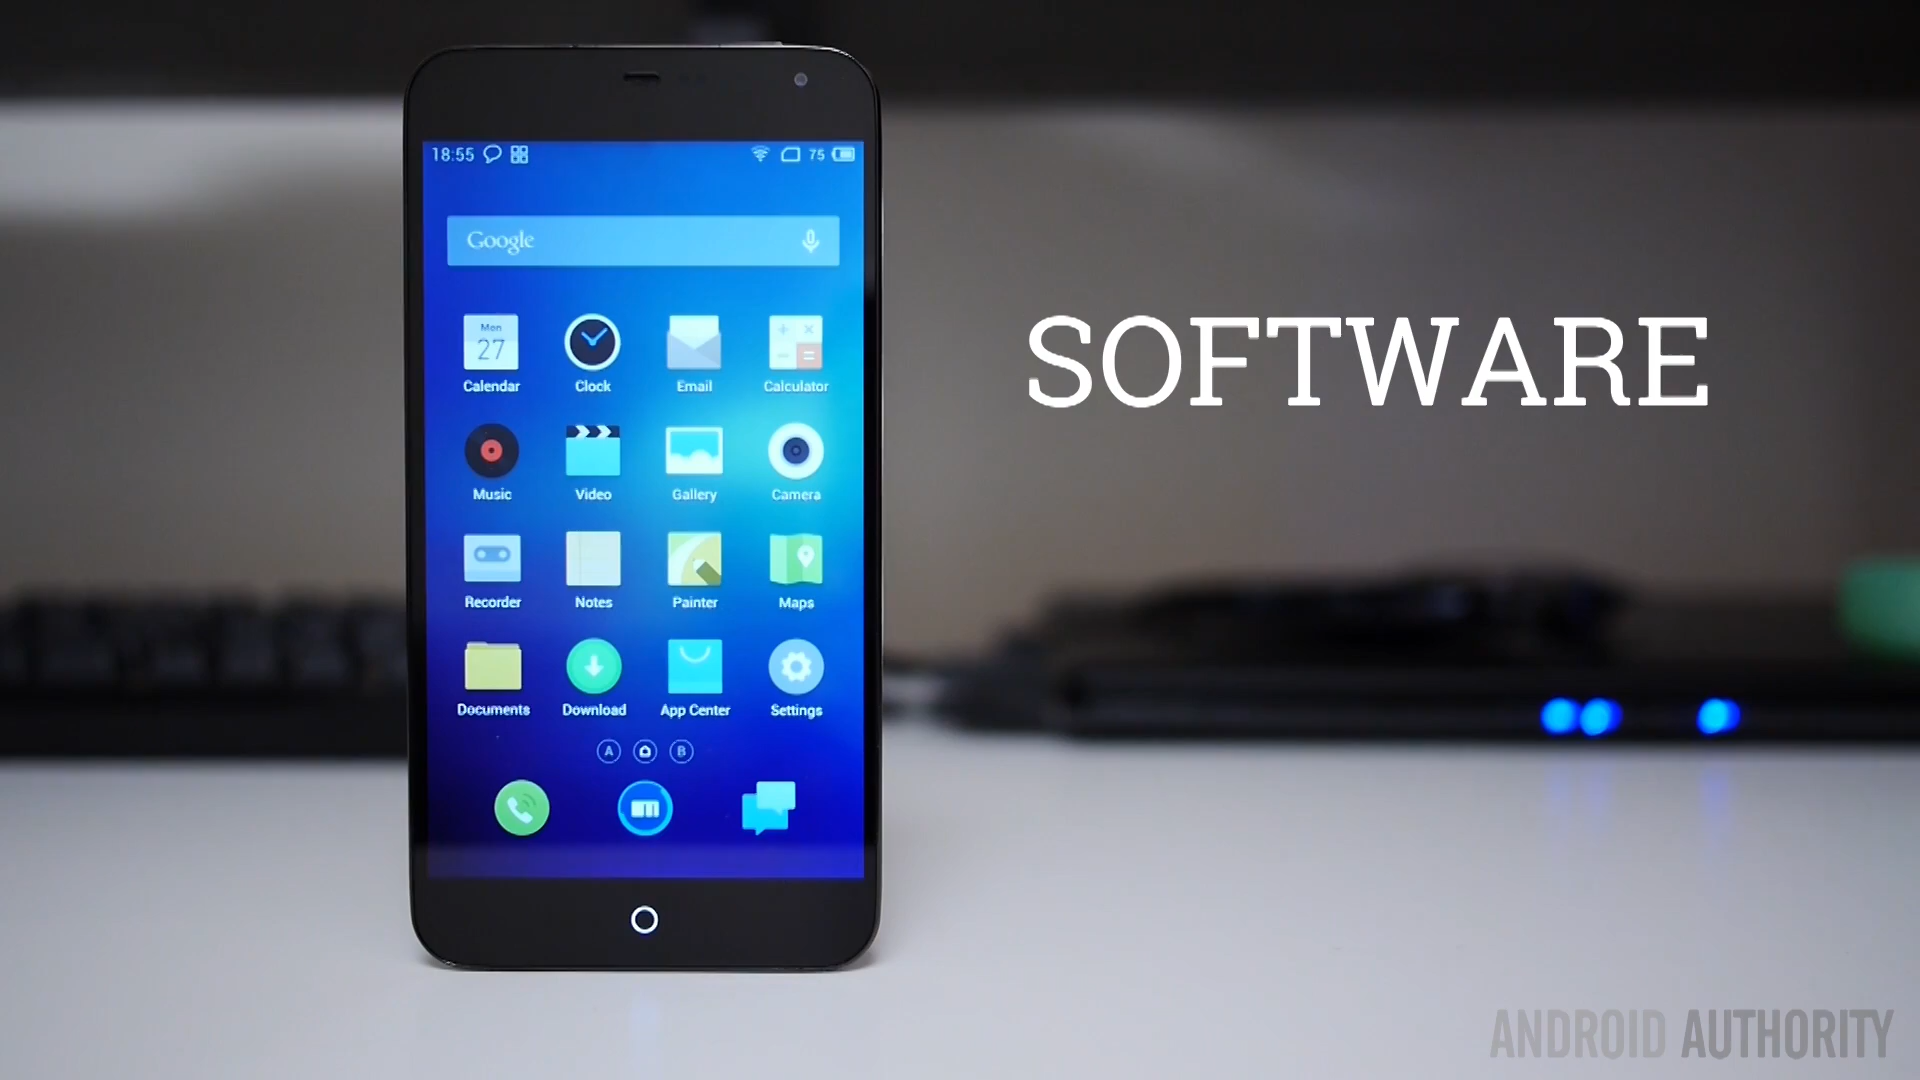 18:55 75
Google
Mon
27
Calendar Clock Email Calculator
Music Video Gallery Camera
Recorder Notes Painter Maps
Documents Download App Center Settings
A B
SOFTWARE
ANDROID AUTHORITY